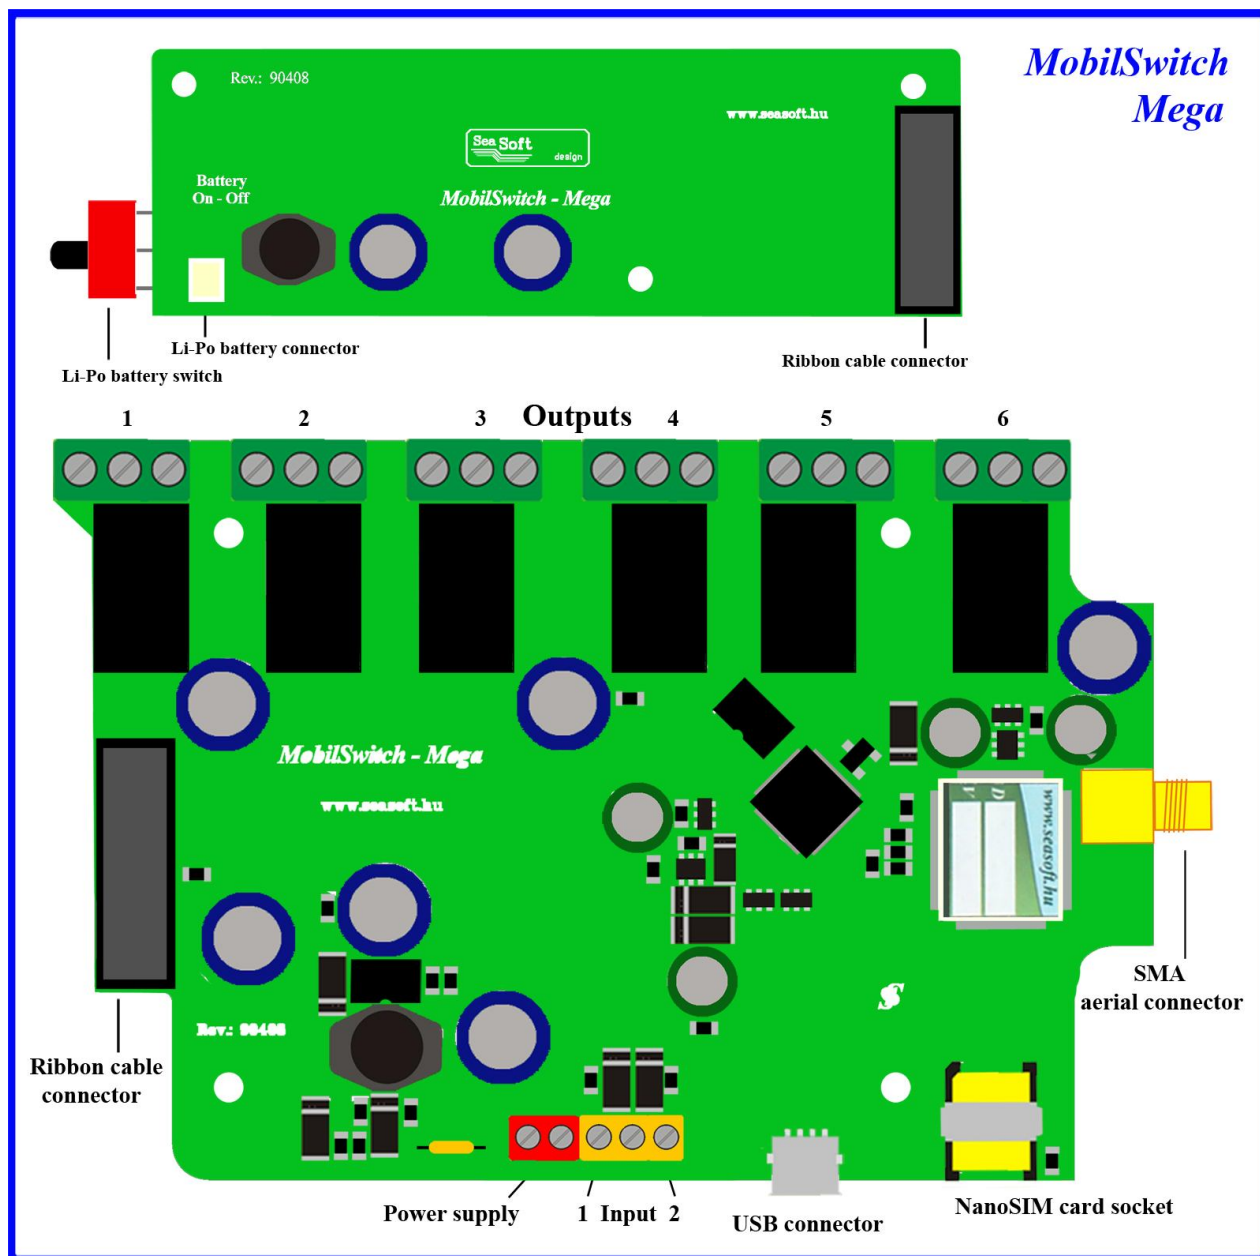 MobilSwitch
Mega
Rev.: 90408
www.seasoft.hu
Sea Soft
design
Battery
On - Off
MobilSwitch - Mega
Li-Po battery connector
Li-Po battery switch
Ribbon cable connector
Outputs
1 2 3 4 5 6
MobilSwitch - Mega
www.seasoft.hu
www.seasoft.hu
D
V
SMA
aerial connector
S
Rev.: 90408
Ribbon cable
connector
Power supply
1 Input 2
USB connector
NanoSIM card socket